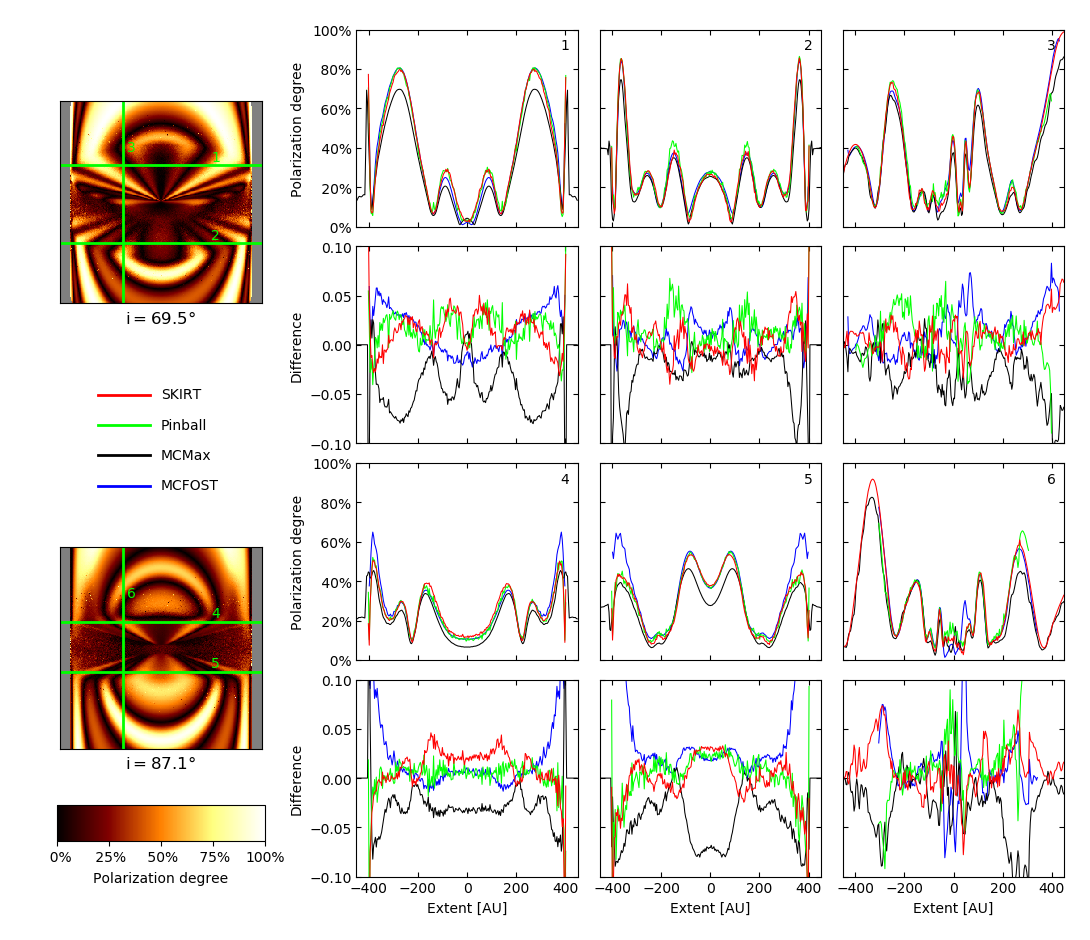 100%
80%
60%
40%
20%
0%
Polarization degree
1
2
3
3
1
2
i = 69.5°
0.10
0.05
0.00
−0.05
−0.10
Difference
SKIRT
Pinball
MCMax
MCFOST
100%
80%
60%
40%
20%
0%
Polarization degree
4
5
6
6
4
5
i = 87.1°
0.10
0.05
0.00
−0.05
−0.10
Difference
0% 25% 50% 75% 100%
Polarization degree
−400 −200 0 200 400
−400 −200 0 200 400
−400 −200 0 200 400
Extent [AU]
Extent [AU]
Extent [AU]